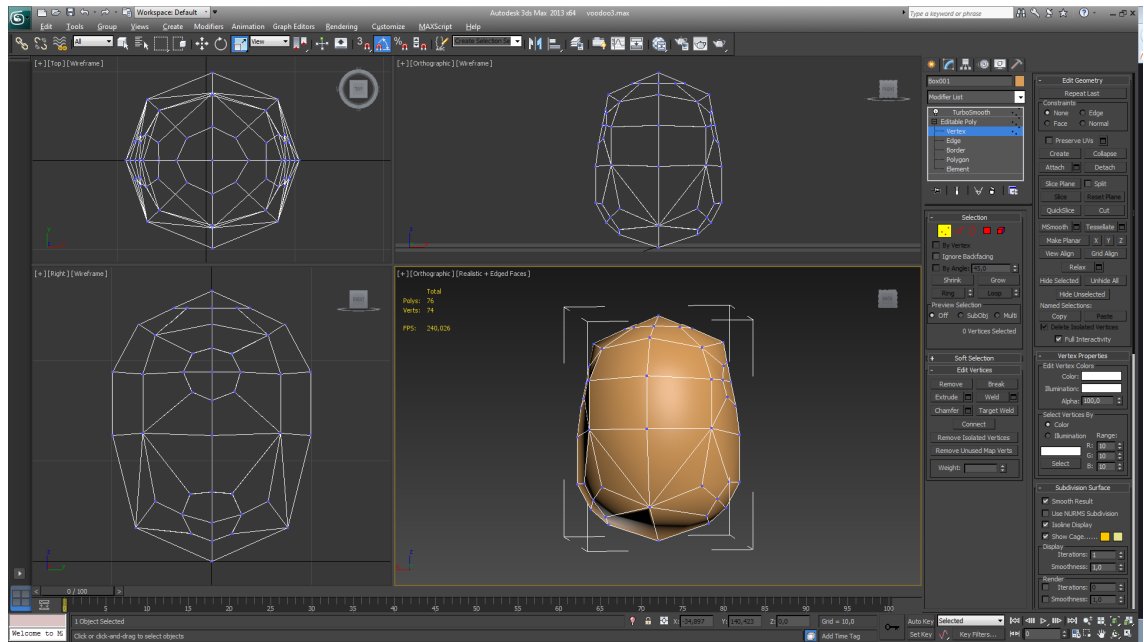 Workspace: Default
Autodesk 3ds Max 2013 x64 voodoo3.max
Type a keyword or phrase
Edit Tools Group Views Create Modifiers Animation Graph Editors Rendering Customize MAXScript Help
All View Create Selection Se
[+] [Top] [Wireframe]
[+] [Orthographic] [Wireframe]
TOP
[+] [Right] [Wireframe]
[+] [Orthographic] [Realistic + Edged Faces]
Total
Polys: 76
Verts: 74
FPS: 240,026
Box001
Modifier List
TurboSmooth
Editable Poly
Vertex
Edge
Border
Polygon
Element
Selection
By Vertex
Ignore Backfacing
By Angle: 45,0
Shrink Grow
Ring Loop
Preview Selection
Off SubObj Multi
0 Vertices Selected
Soft Selection
Edit Vertices
Remove Break
Extrude Weld
Chamfer Target Weld
Connect
Remove Isolated Vertices
Remove Unused Map Verts
Weight:
Edit Geometry
Repeat Last
Constraints
None Edge
Face Normal
Preserve UVs
Create Collapse
Attach Detach
Slice Plane Split
Slice Reset Plane
QuickSlice Cut
MSmooth Tessellate
Make Planar X Y Z
View Align Grid Align
Relax
Hide Selected Unhide All
Hide Unselected
Named Selections:
Copy Paste
Delete Isolated Vertices
Full Interactivity
Vertex Properties
Edit Vertex Colors
Color:
Illumination:
Alpha: 100,0
Select Vertices By
Color
Illumination Range:
R: 10
G: 10
Select B: 10
Subdivision Surface
Smooth Result
Use NURMS Subdivision
Isoline Display
Show Cage......
Display
Iterations: 1
Smoothness: 1,0
Render
Iterations: 0
Smoothness: 1,0
0 / 100
0 5 10 15 20 25 30 35 40 45 50 55 60 65 70 75 80 85 90 95 100
1 Object Selected X: -34,897 Y: 140,423 Z: 0,0 Grid = 10,0 Auto Key Selected
Welcome to M Click or click-and-drag to select objects Add Time Tag Set Key Key Filters... 0